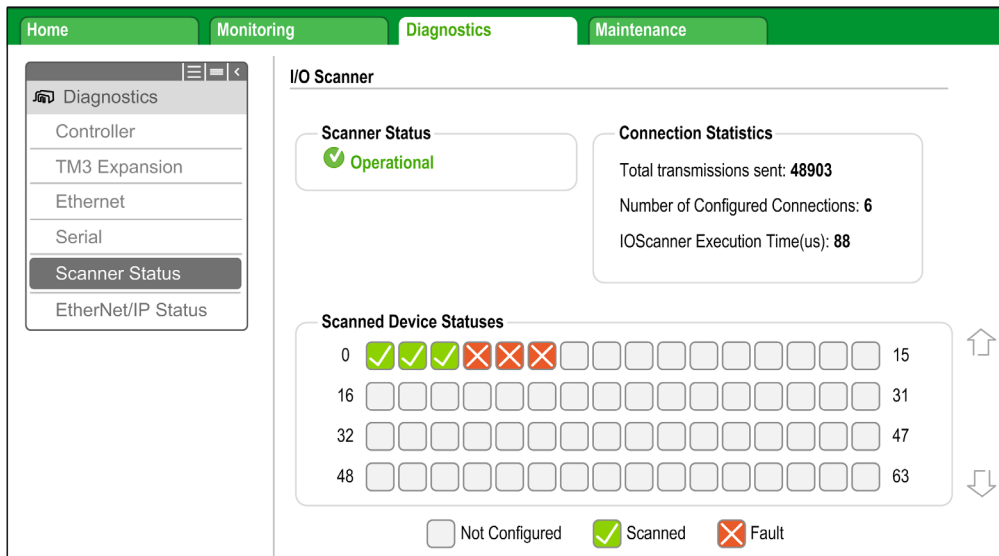 Home Monitoring Diagnostics Maintenance
Diagnostics
Controller
TM3 Expansion
Ethernet
Serial
Scanner Status
EtherNet/IP Status
I/O Scanner
Scanner Status
Operational
Connection Statistics
Total transmissions sent: 48903
Number of Configured Connections: 6
IOScanner Execution Time(us): 88
Scanned Device Statuses
0 15
16 31
32 47
48 63
Not Configured Scanned Fault